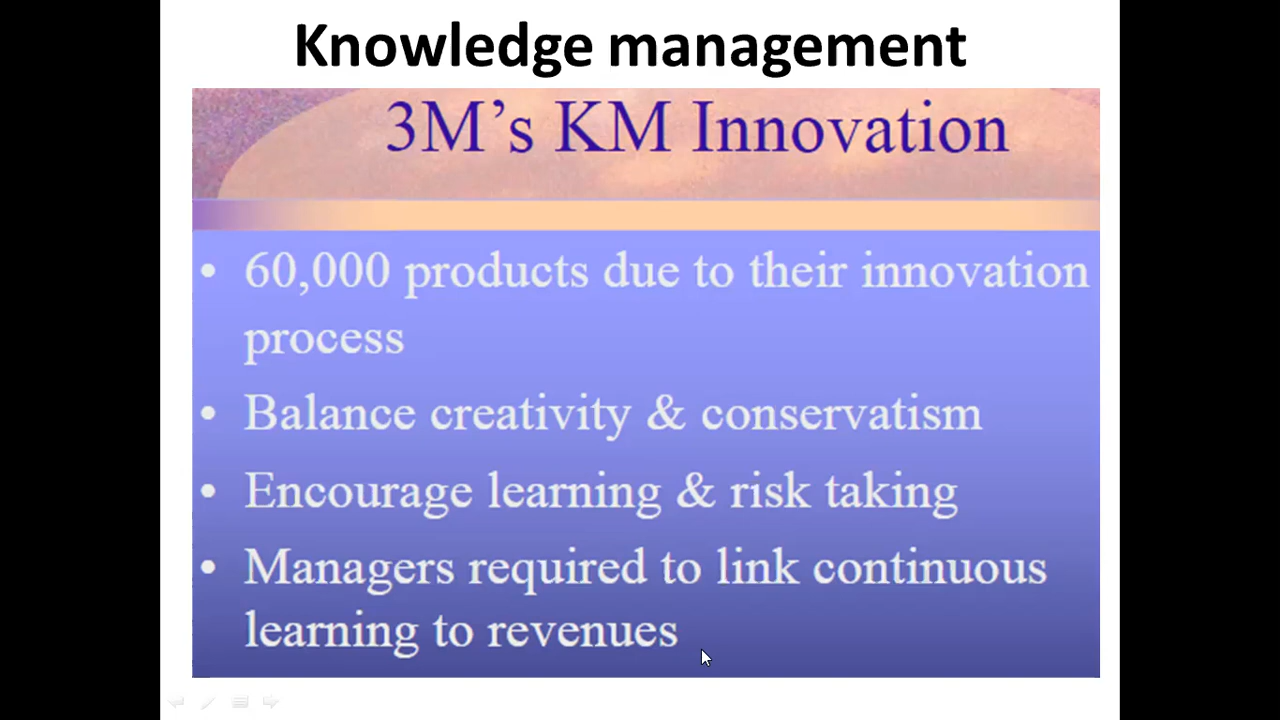 Knowledge management
3M's KM Innovation
• 60,000 products due to their innovation
process
• Balance creativity & conservatism
• Encourage learning & risk taking
• Managers required to link continuous
learning to revenues